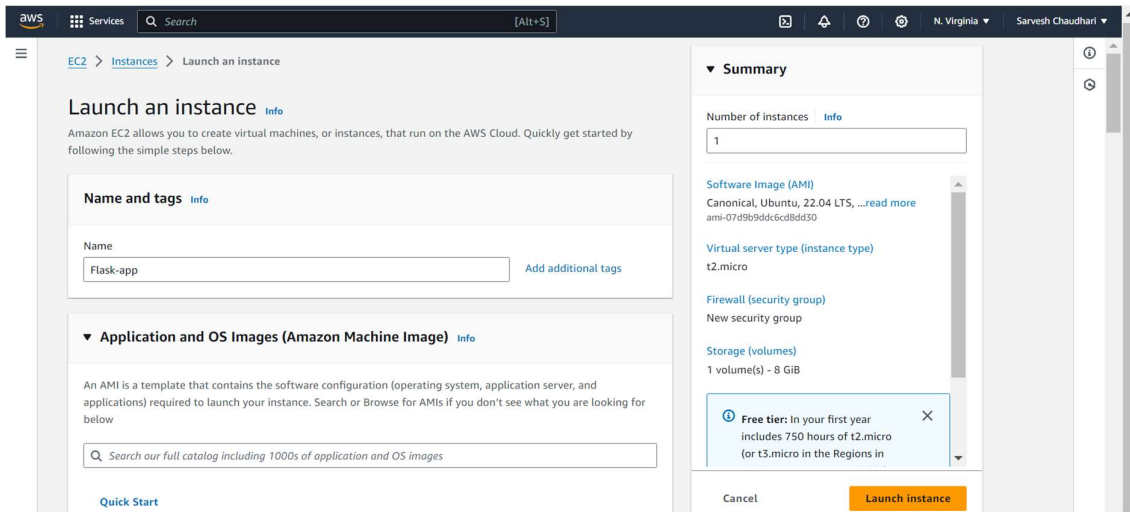 aws
Services
Search
[Alt+S]
N. Virginia
Sarvesh Chaudhari
EC2 > Instances > Launch an instance
Launch an instance Info
Amazon EC2 allows you to create virtual machines, or instances, that run on the AWS Cloud. Quickly get started by
following the simple steps below.
Name and tags Info
Name
Flask-app
Add additional tags
Application and OS Images (Amazon Machine Image) Info
An AMI is a template that contains the software configuration (operating system, application server, and
applications) required to launch your instance. Search or Browse for AMIs if you don't see what you are looking for
below
Search our full catalog including 1000s of application and OS images
Quick Start
Summary
Number of instances Info
1
Software Image (AMI)
Canonical, Ubuntu, 22.04 LTS, ...read more
ami-07d9b9ddc6cd8dd30
Virtual server type (instance type)
t2.micro
Firewall (security group)
New security group
Storage (volumes)
1 volume(s) - 8 GiB
Free tier: In your first year
includes 750 hours of t2.micro
(or t3.micro in the Regions in
Cancel
Launch instance